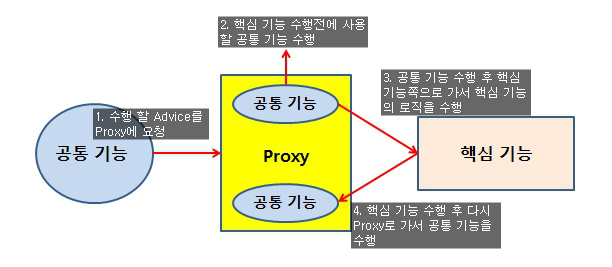 2. 핵심 기능 수행전에 사용
할 공통 기능 수행
3. 공통 기능 수행 후 핵심
기능쪽으로 가서 핵심 기능
의 로직을 수행
1. 수행 할 Advice를
Proxy에 요청
공통 기능
공통 기능
Proxy
핵심 기능
공통 기능
4. 핵심 기능 수행 후 다시
Proxy로 가서 공통 기능을
수행